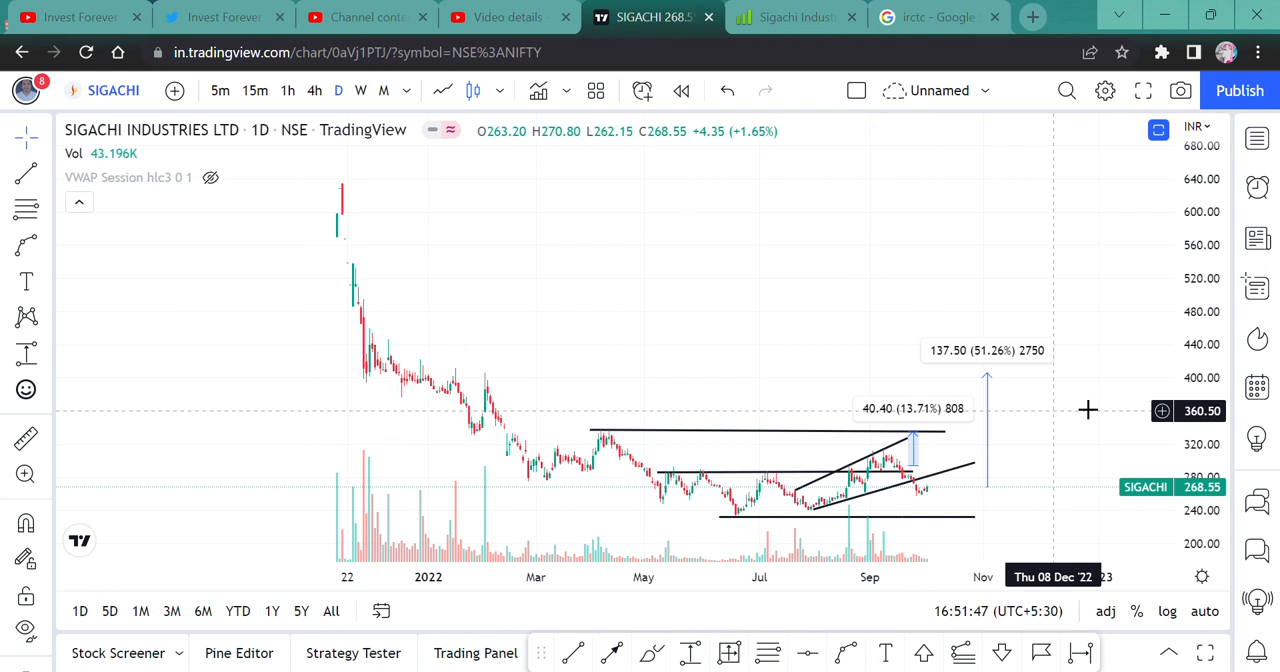 Invest Forever
Invest Forever
Channel conte
Video details -
SIGACHI 268.5
Sigachi Indust
irctc - Google
in.tradingview.com/chart/0aVj1PTJ/?symbol=NSE%3ANIFTY
8
SIGACHI
5m 15m 1h 4h D W M
Unnamed
Publish
SIGACHI INDUSTRIES LTD · 1D · NSE · TradingView
O263.20 H270.80 L262.15 C268.55 +4.35 (+1.65%)
INR
Vol 43.196K
VWAP Session hlc3 0 1
680.00
640.00
600.00
560.00
520.00
480.00
440.00
400.00
360.50
320.00
280.00
SIGACHI 268.55
240.00
200.00
137.50 (51.26%) 2750
40.40 (13.71%) 808
22 2022 Mar May Jul Sep Nov Thu 08 Dec '22 23
1D 5D 1M 3M 6M YTD 1Y 5Y All
16:51:47 (UTC+5:30)
adj % log auto
Stock Screener Pine Editor Strategy Tester Trading Panel
T